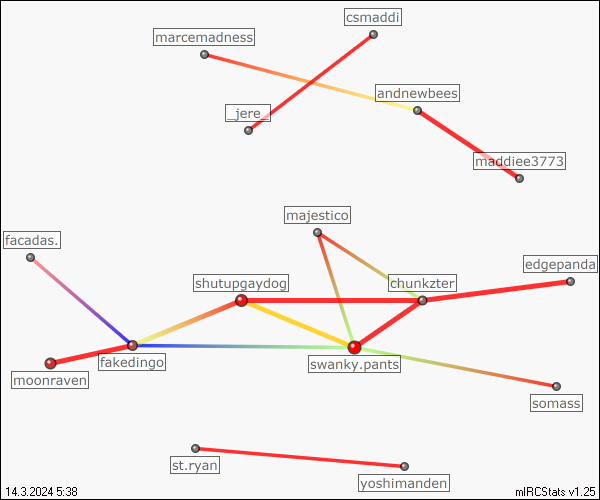 csmaddi
marcemadness
andnewbees
_jere_
maddiee3773
majestico
facadas.
edgepanda
shutupgaydog
chunkzter
fakedingo
swanky.pants
moonraven
somass
st.ryan
yoshimanden
14.3.2024 5:38
mIRCStats v1.25